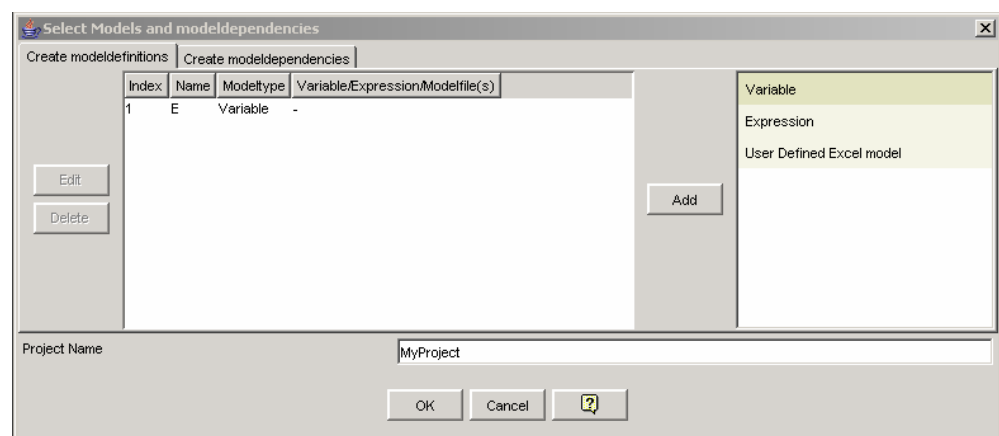 Select Models and modeldependencies
Create modeldefinitions Create modeldependencies
Index Name Modeltype Variable/Expression/Modelfile(s)
1 E Variable -
Edit
Delete
Add
Variable
Expression
User Defined Excel model
Project Name MyProject
OK Cancel ?